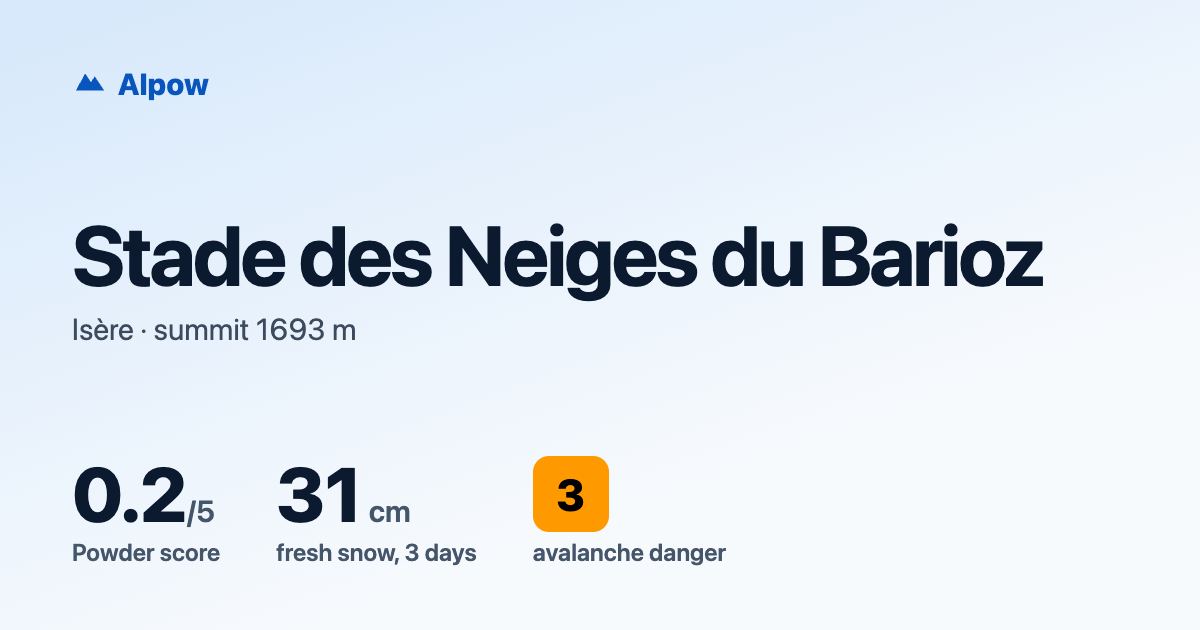 Alpow
Stade des Neiges du Barioz
Isère · summit 1693 m
0.2/5
Powder score
31 cm
fresh snow, 3 days
3
avalanche danger